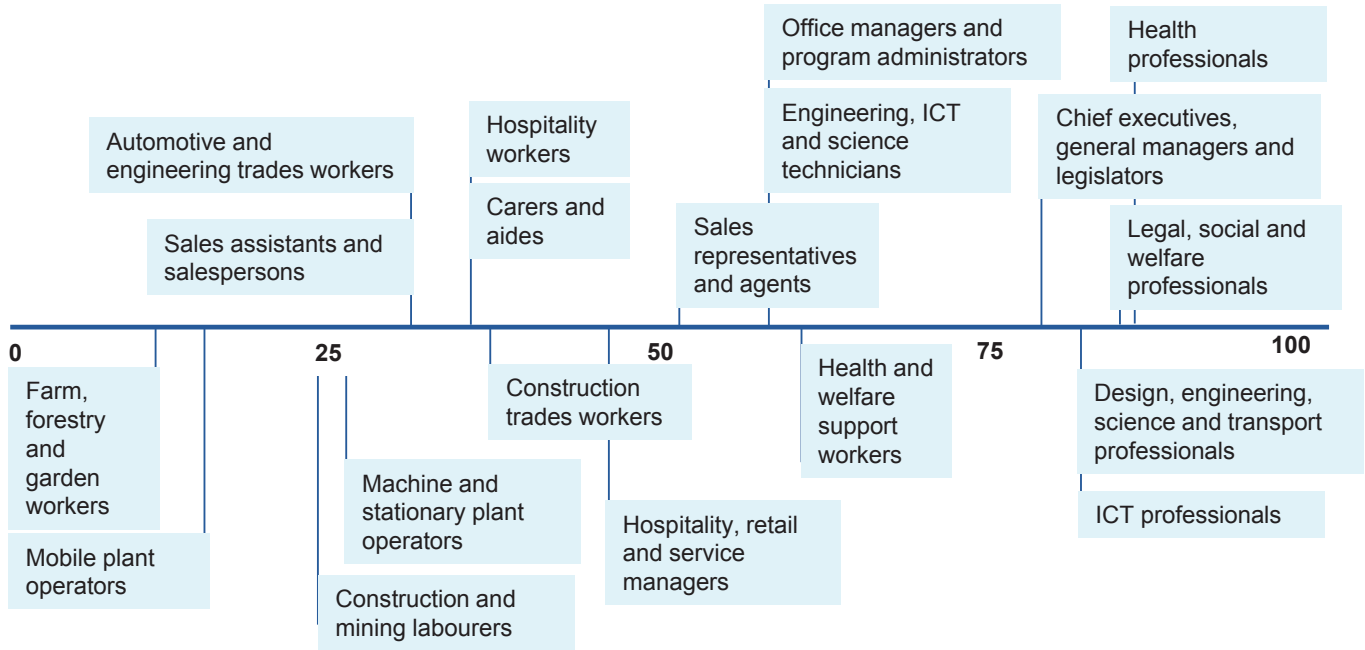 Office managers and
program administrators
Health
professionals
Automotive and
engineering trades workers
Hospitality
workers
Engineering, ICT
and science
technicians
Chief executives,
general managers and
legislators
Sales assistants and
salespersons
Carers and
aides
Sales
representatives
and agents
Legal, social and
welfare
professionals
0
25
50
75
100
Farm,
forestry
and
garden
workers
Mobile plant
operators
Machine and
stationary plant
operators
Construction and
mining labourers
Construction
trades workers
Hospitality, retail
and service
managers
Health and
welfare
support
workers
Design, engineering,
science and transport
professionals
ICT professionals